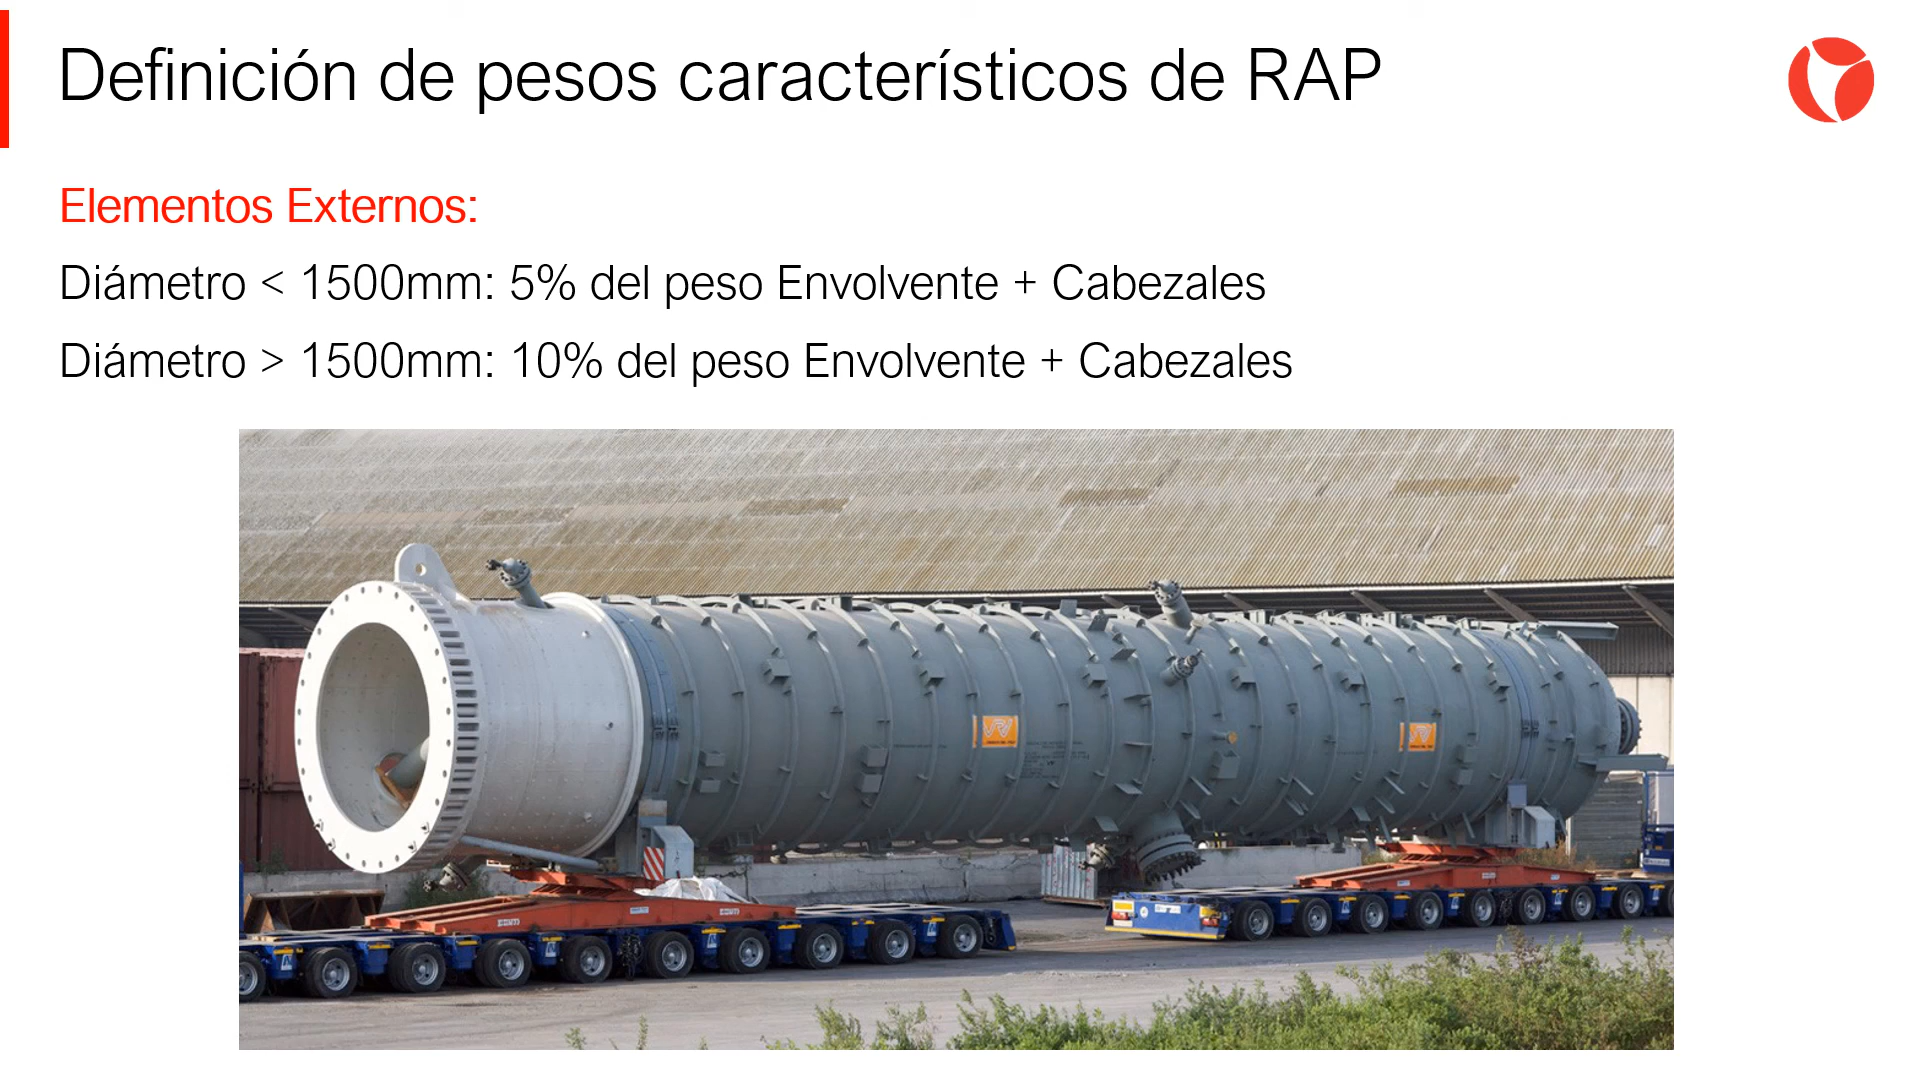 Definición de pesos característicos de RAP
Elementos Externos:
Diámetro < 1500mm: 5% del peso Envolvente + Cabezales
Diámetro > 1500mm: 10% del peso Envolvente + Cabezales